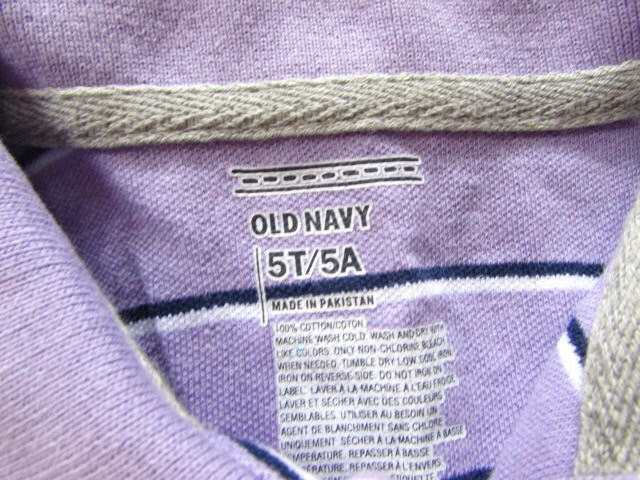 OLD NAVY
5T/5A
MADE IN PAKISTAN
100% COTTON/COTON
MACHINE WASH COLD. WASH AND DRY WITH
LIKE COLORS. ONLY NON-CHLORINE BLEACH
WHEN NEEDED. TUMBLE DRY LOW. COOL IRON
IRON ON REVERSE SIDE. DO NOT IRON ON
LABEL. LAVER À LA MACHINE À L'EAU FROIDE
LAVER ET SÉCHER AVEC DES COULEURS
SEMBLABLES. UTILISER AU BESOIN UN
AGENT DE BLANCHIMENT SANS CHLORE
UNIQUEMENT. SÉCHER À LA MACHINE À BASSE
TEMPÉRATURE. REPASSER À BASSE
TEMPÉRATURE. REPASSER À L'ENVERS